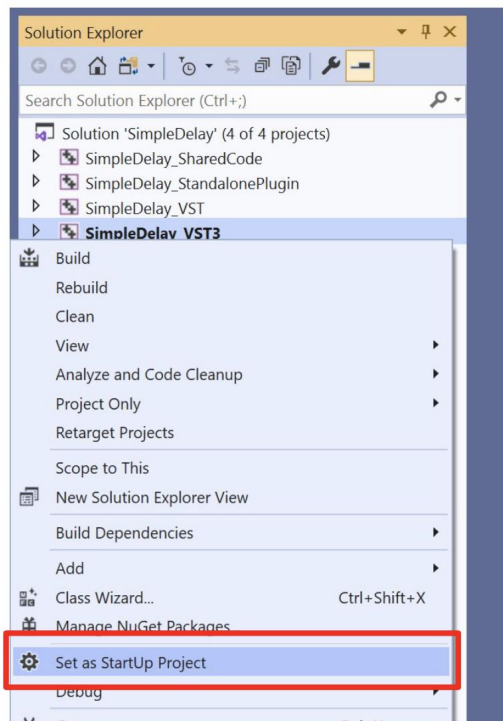 Solution Explorer
Search Solution Explorer (Ctrl+;)
Solution 'SimpleDelay' (4 of 4 projects)
SimpleDelay_SharedCode
SimpleDelay_StandalonePlugin
SimpleDelay_VST
SimpleDelay_VST3
Build
Rebuild
Clean
View
Analyze and Code Cleanup
Project Only
Retarget Projects
Scope to This
New Solution Explorer View
Build Dependencies
Add
Class Wizard... Ctrl+Shift+X
Manage NuGet Packages
Set as StartUp Project
Debug